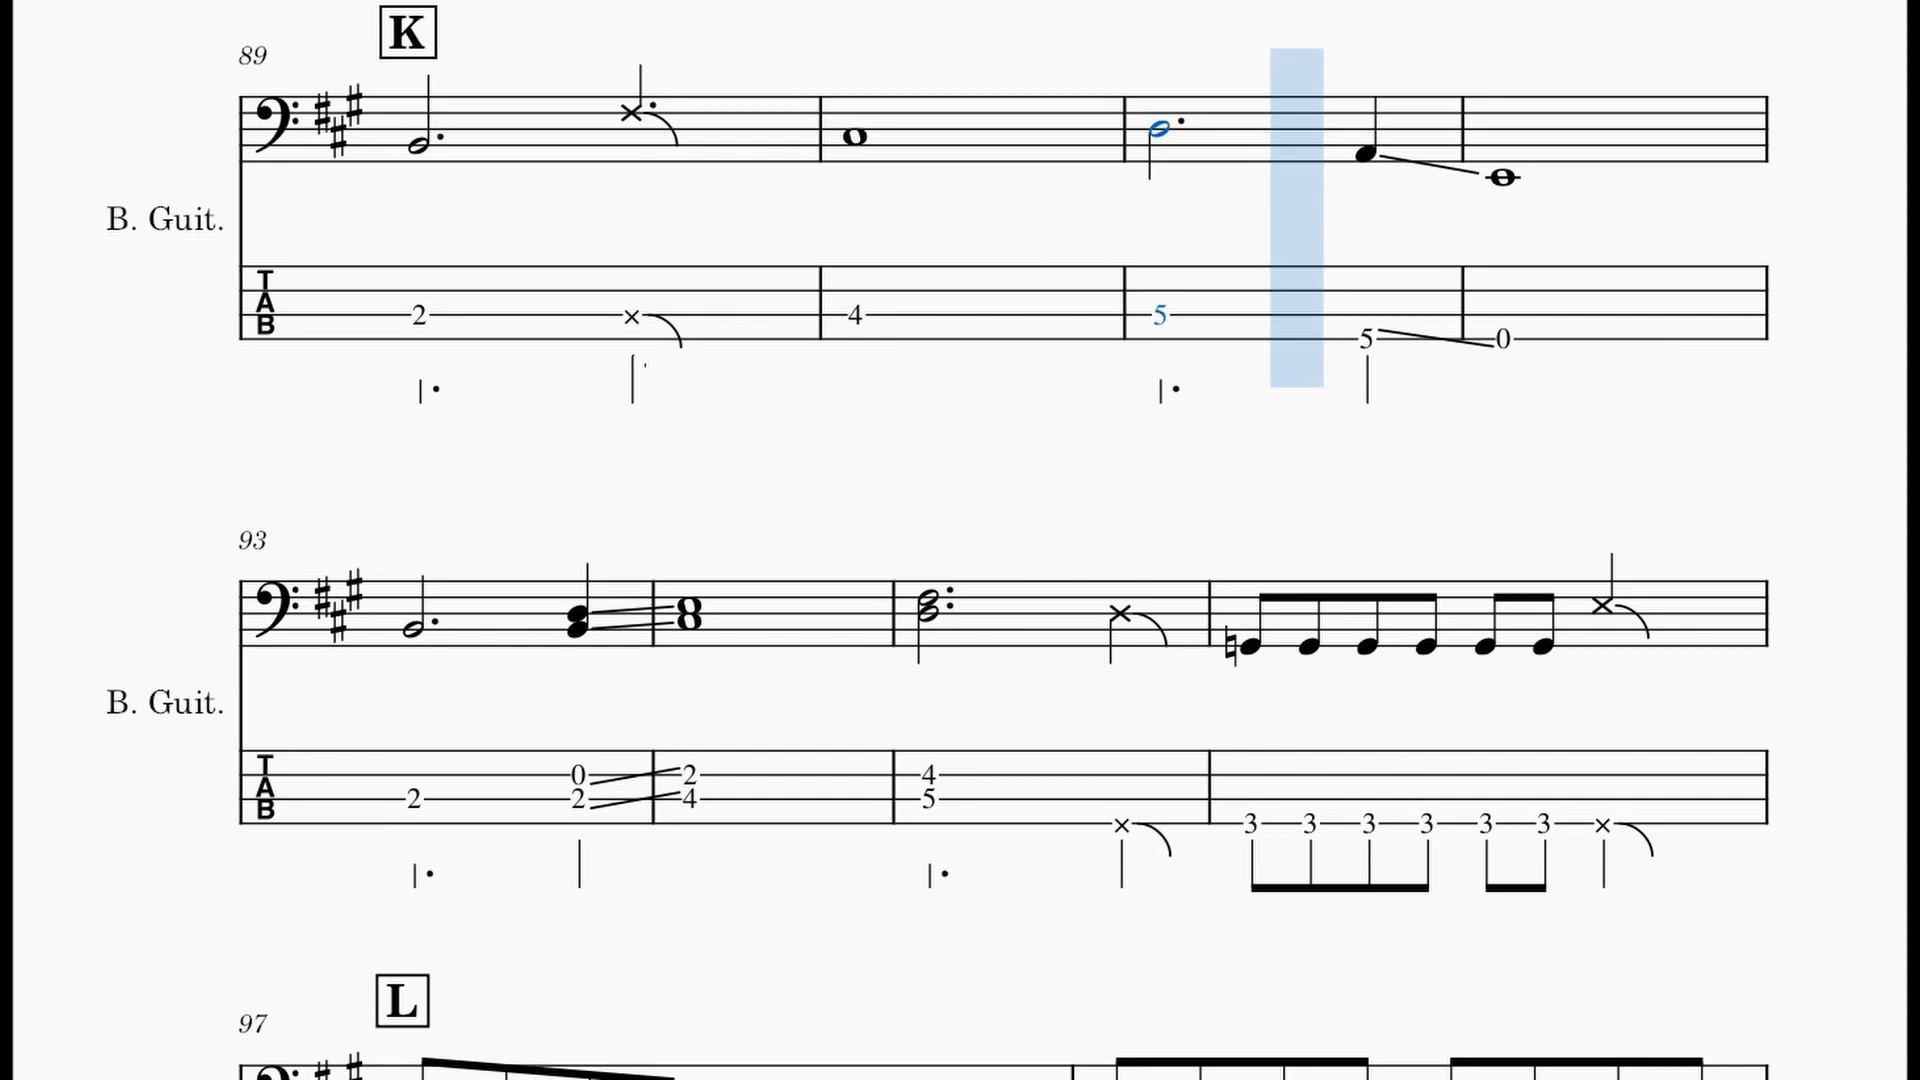 K
89
B. Guit.
T
A
B
2 × 4 5 5 0
93
B. Guit.
T
A
B
0 2 4
2 2 4 5
× 3 3 3 3 3 3 ×
L
97